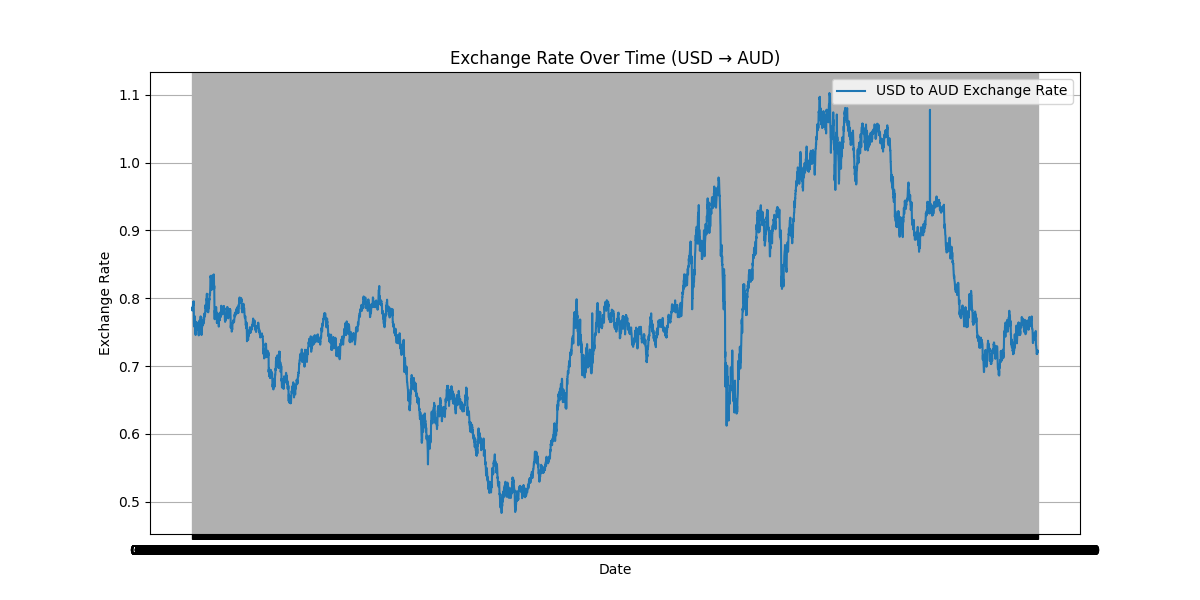 Exchange Rate Over Time (USD → AUD)
USD to AUD Exchange Rate
1.1
1.0
0.9
0.8
0.7
0.6
0.5
Exchange Rate
Date